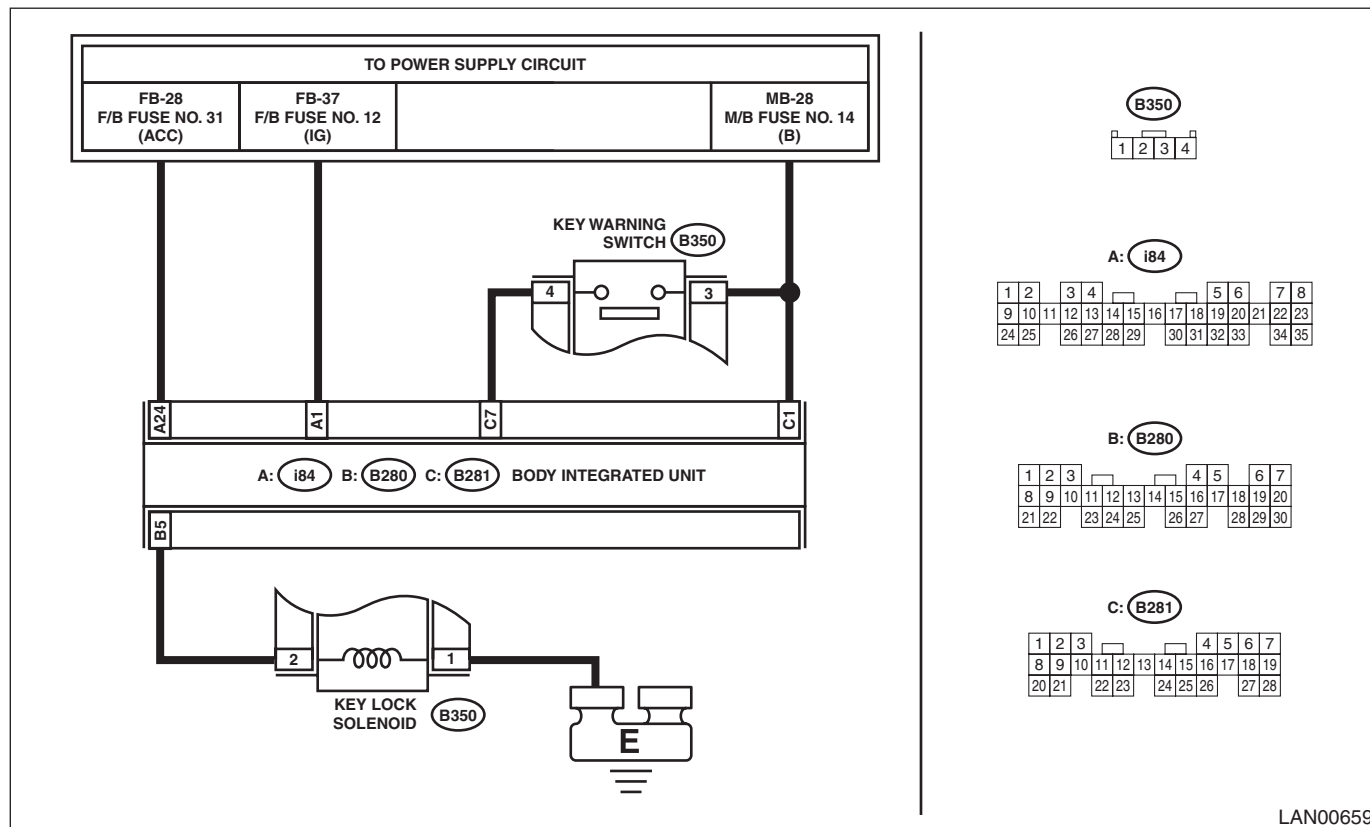 TO POWER SUPPLY CIRCUIT
FB-28
F/B FUSE NO. 31
(ACC)
FB-37
F/B FUSE NO. 12
(IG)
MB-28
M/B FUSE NO. 14
(B)
KEY WARNING
SWITCH B350
4 3
A24 A1 C7 C1
A: i84 B: B280 C: B281 BODY INTEGRATED UNIT
B5
2 1
KEY LOCK
SOLENOID B350
E
B350
1 2 3 4
A: i84
1 2 3 4 5 6 7 8
9 10 11 12 13 14 15 16 17 18 19 20 21 22 23
24 25 26 27 28 29 30 31 32 33 34 35
B: B280
1 2 3 4 5 6 7
8 9 10 11 12 13 14 15 16 17 18 19 20
21 22 23 24 25 26 27 28 29 30
C: B281
1 2 3 4 5 6 7
8 9 10 11 12 13 14 15 16 17 18 19
20 21 22 23 24 25 26 27 28
LAN00659